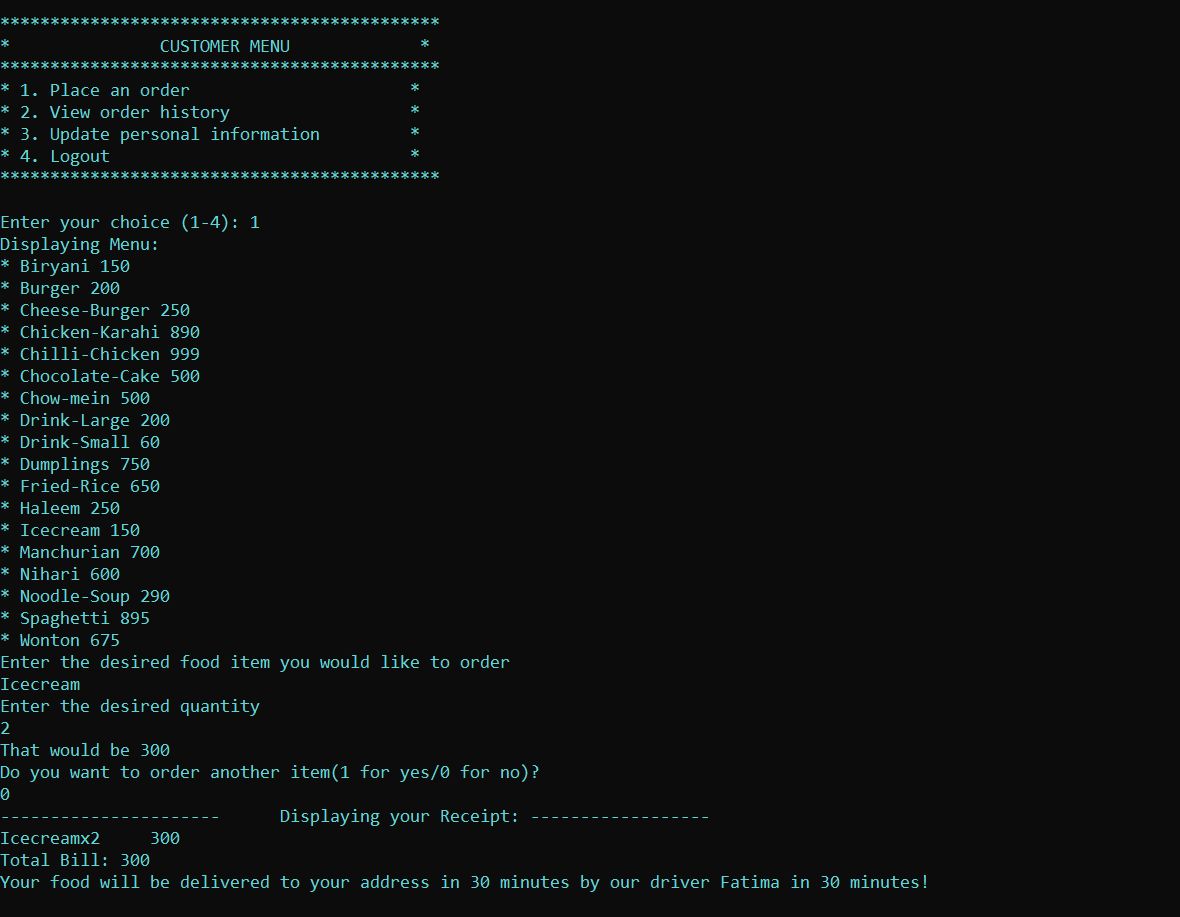 ********************************************
*               CUSTOMER MENU             *
********************************************
* 1. Place an order                      *
* 2. View order history                  *
* 3. Update personal information         *
* 4. Logout                              *
********************************************

Enter your choice (1-4): 1
Displaying Menu:
* Biryani 150
* Burger 200
* Cheese-Burger 250
* Chicken-Karahi 890
* Chilli-Chicken 999
* Chocolate-Cake 500
* Chow-mein 500
* Drink-Large 200
* Drink-Small 60
* Dumplings 750
* Fried-Rice 650
* Haleem 250
* Icecream 150
* Manchurian 700
* Nihari 600
* Noodle-Soup 290
* Spaghetti 895
* Wonton 675
Enter the desired food item you would like to order
Icecream
Enter the desired quantity
2
That would be 300
Do you want to order another item(1 for yes/0 for no)?
0
----------------------      Displaying your Receipt: ------------------
Icecreamx2     300
Total Bill: 300
Your food will be delivered to your address in 30 minutes by our driver Fatima in 30 minutes!